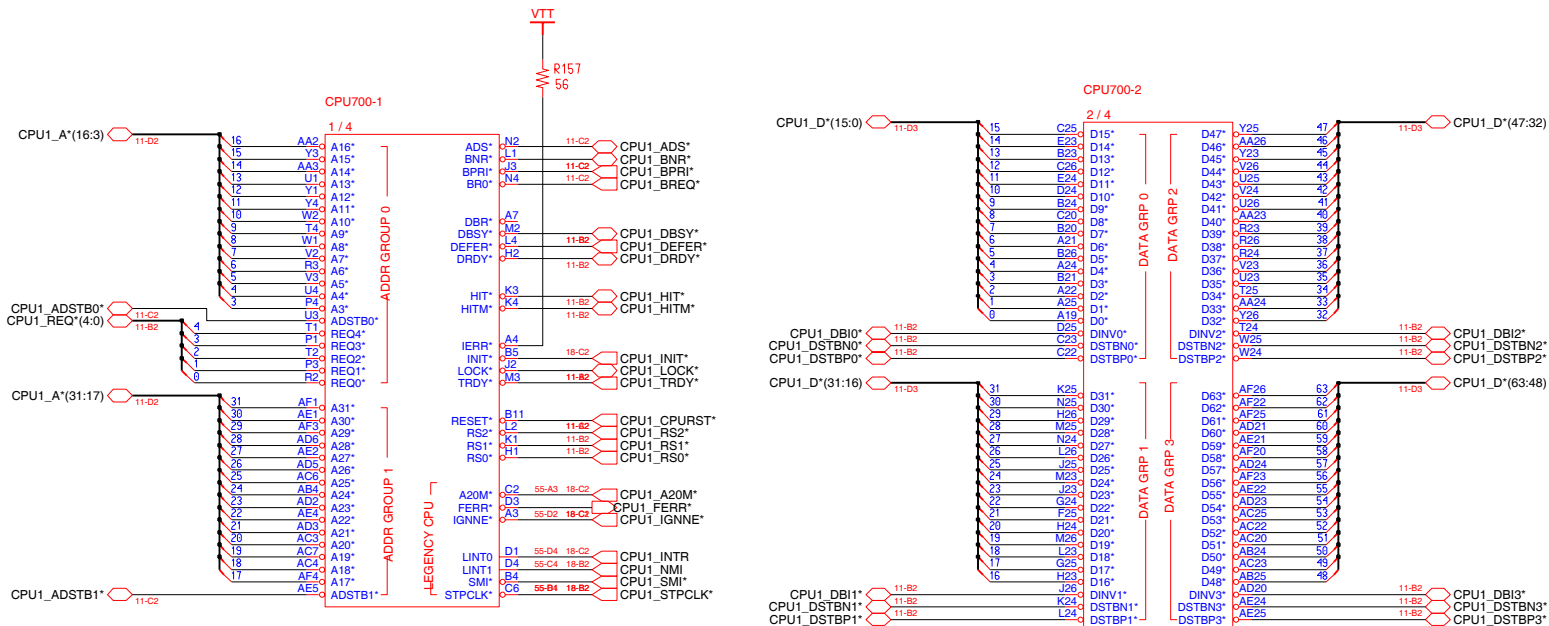 VTT
R157
56
CPU700-1
1 / 4
CPU1_A*(16:3) 11-D2
16 AA2 A16*
15 Y3 A15*
14 AA3 A14*
13 U1 A13*
12 Y1 A12*
11 Y4 A11*
10 W2 A10*
9 T4 A9*
8 W1 A8*
7 V2 A7*
6 R3 A6*
5 V3 A5*
4 U4 A4*
3 P4 A3*
ADDR GROUP 0
CPU1_ADSTB0* 11-C2 U3 ADSTB0*
CPU1_REQ*(4:0) 11-B2
4 T1 REQ4*
3 P1 REQ3*
2 T2 REQ2*
1 P3 REQ1*
0 R2 REQ0*
CPU1_A*(31:17) 11-D2
31 AF1 A31*
30 AE1 A30*
29 AF3 A29*
28 AD6 A28*
27 AE2 A27*
26 AD5 A26*
25 AC6 A25*
24 AB4 A24*
23 AD2 A23*
22 AE4 A22*
21 AD3 A21*
20 AC3 A20*
19 AC7 A19*
18 AC4 A18*
17 AF4 A17*
ADDR GROUP 1
CPU1_ADSTB1* 11-C2 AE5 ADSTB1*
ADS* N2 11-C2 CPU1_ADS*
BNR* L1 CPU1_BNR*
BPRI* J3 11-C2 CPU1_BPRI*
BR0* N4 11-C2 CPU1_BREQ*
DBR* A7
DBSY* M2 CPU1_DBSY*
DEFER* L4 11-B2 CPU1_DEFER*
DRDY* H2 11-B2 CPU1_DRDY*
HIT* K3 CPU1_HIT*
HITM* K4 11-B2 CPU1_HITM*
11-B2
IERR* A4
INIT* B5 18-C2 CPU1_INIT*
LOCK* J2 CPU1_LOCK*
TRDY* M3 11-B2 CPU1_TRDY*
RESET* B11 CPU1_CPURST*
RS2* L2 11-B2 CPU1_RS2*
RS1* K1 11-B2 CPU1_RS1*
RS0* H1 11-B2 CPU1_RS0*
LEGENCY CPU
A20M* C2 55-A3 18-C2 CPU1_A20M*
FERR* D3 CPU1_FERR*
IGNNE* A3 55-D2 18-C2 CPU1_IGNNE*
LINT0 D1 55-D4 18-C2 CPU1_INTR
LINT1 D4 55-C4 18-B2 CPU1_NMI
SMI* B4 CPU1_SMI*
STPCLK* C6 55-B4 18-B2 CPU1_STPCLK*
CPU700-2
2 / 4
CPU1_D*(15:0) 11-D3
15 C25 D15*
14 E23 D14*
13 B23 D13*
12 C26 D12*
11 E24 D11*
10 D24 D10*
9 B24 D9*
8 C20 D8*
7 B20 D7*
6 A21 D6*
5 B26 D5*
4 A24 D4*
3 B21 D3*
2 A22 D2*
1 A25 D1*
0 A19 D0*
DATA GRP 0
CPU1_DBI0* 11-B2 D25 DINV0*
CPU1_DSTBN0* 11-B2 C23 DSTBN0*
CPU1_DSTBP0* 11-B2 C22 DSTBP0*
CPU1_D*(31:16) 11-D3
31 K25 D31*
30 N25 D30*
29 H26 D29*
28 M25 D28*
27 N24 D27*
26 L26 D26*
25 J25 D25*
24 M23 D24*
23 J23 D23*
22 G24 D22*
21 F25 D21*
20 H24 D20*
19 M26 D19*
18 L23 D18*
17 G25 D17*
16 H23 D16*
DATA GRP 1
CPU1_DBI1* 11-B2 J26 DINV1*
CPU1_DSTBN1* 11-B2 K24 DSTBN1*
CPU1_DSTBP1* 11-B2 L24 DSTBP1*
DATA GRP 2
11-D3 CPU1_D*(47:32)
D47* Y25 47
D46* AA26 46
D45* Y23 45
D44* V26 44
D43* U25 43
D42* V24 42
D41* U26 41
D40* AA23 40
D39* R23 39
D38* R26 38
D37* R24 37
D36* V23 36
D35* U23 35
D34* T25 34
D33* AA24 33
D32* Y26 32
DINV2* T24 11-B2 CPU1_DBI2*
DSTBN2* W25 11-B2 CPU1_DSTBN2*
DSTBP2* W24 11-B2 CPU1_DSTBP2*
DATA GRP 3
11-D3 CPU1_D*(63:48)
D63* AF26 63
D62* AF22 62
D61* AF25 61
D60* AD21 60
D59* AE21 59
D58* AF20 58
D57* AD24 57
D56* AF23 56
D55* AE22 55
D54* AD23 54
D53* AC25 53
D52* AC22 52
D51* AC20 51
D50* AB24 50
D49* AC23 49
D48* AB25 48
DINV3* AD20 11-B2 CPU1_DBI3*
DSTBN3* AE24 11-B2 CPU1_DSTBN3*
DSTBP3* AE25 11-B2 CPU1_DSTBP3*